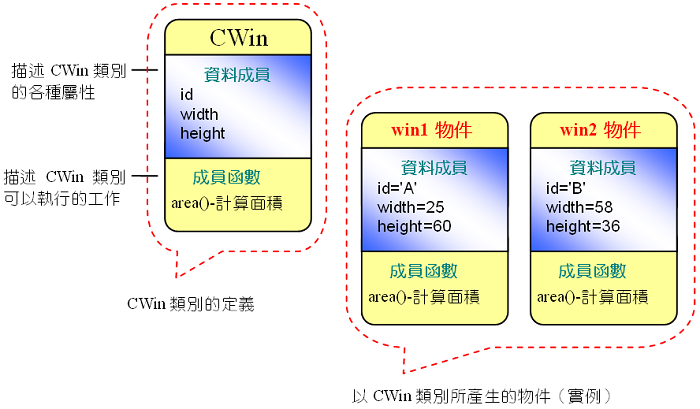 CWin
資料成員
id
width
height
成員函數
area()-計算面積
描述 CWin 類別
的各種屬性
描述 CWin 類別
可以執行的工作
CWin 類別的定義
win1 物件
資料成員
id='A'
width=25
height=60
成員函數
area()-計算面積
win2 物件
資料成員
id='B'
width=58
height=36
成員函數
area()-計算面積
以 CWin 類別所產生的物件（實例）